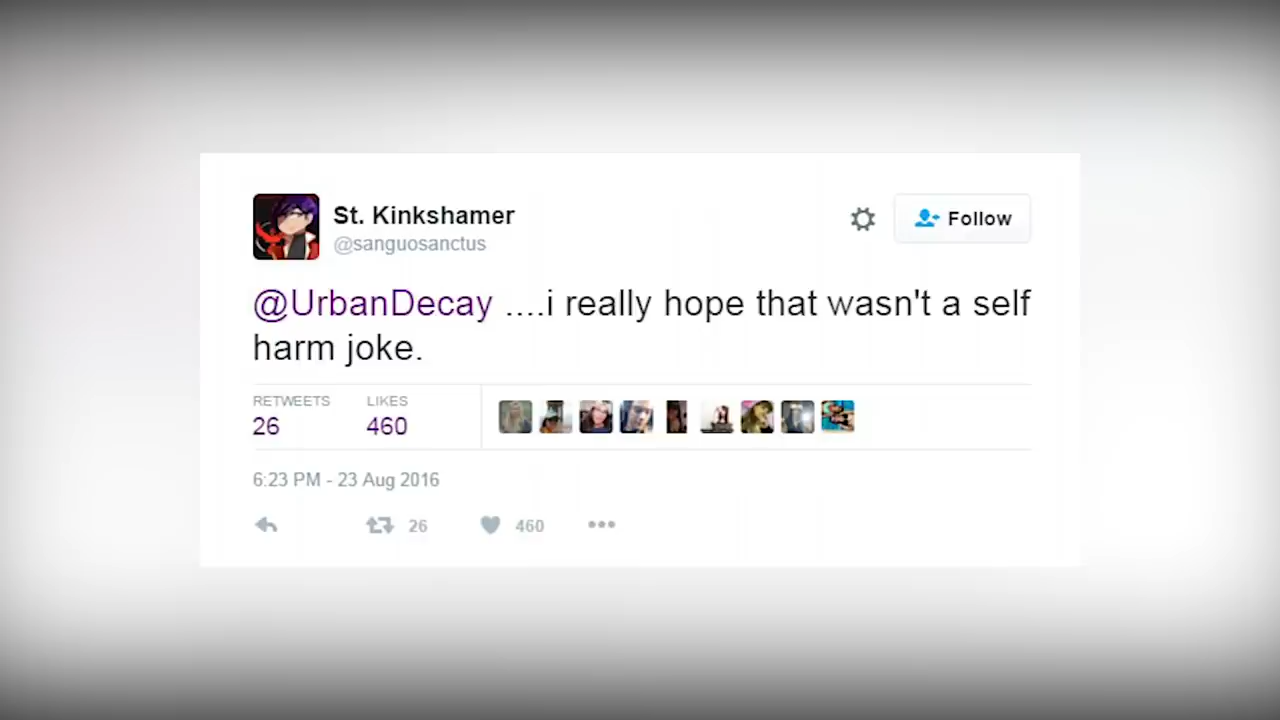 St. Kinkshamer
@sanguosanctus
Follow
@UrbanDecay ....i really hope that wasn't a self
harm joke.
RETWEETS LIKES
26 460
6:23 PM - 23 Aug 2016
26 460